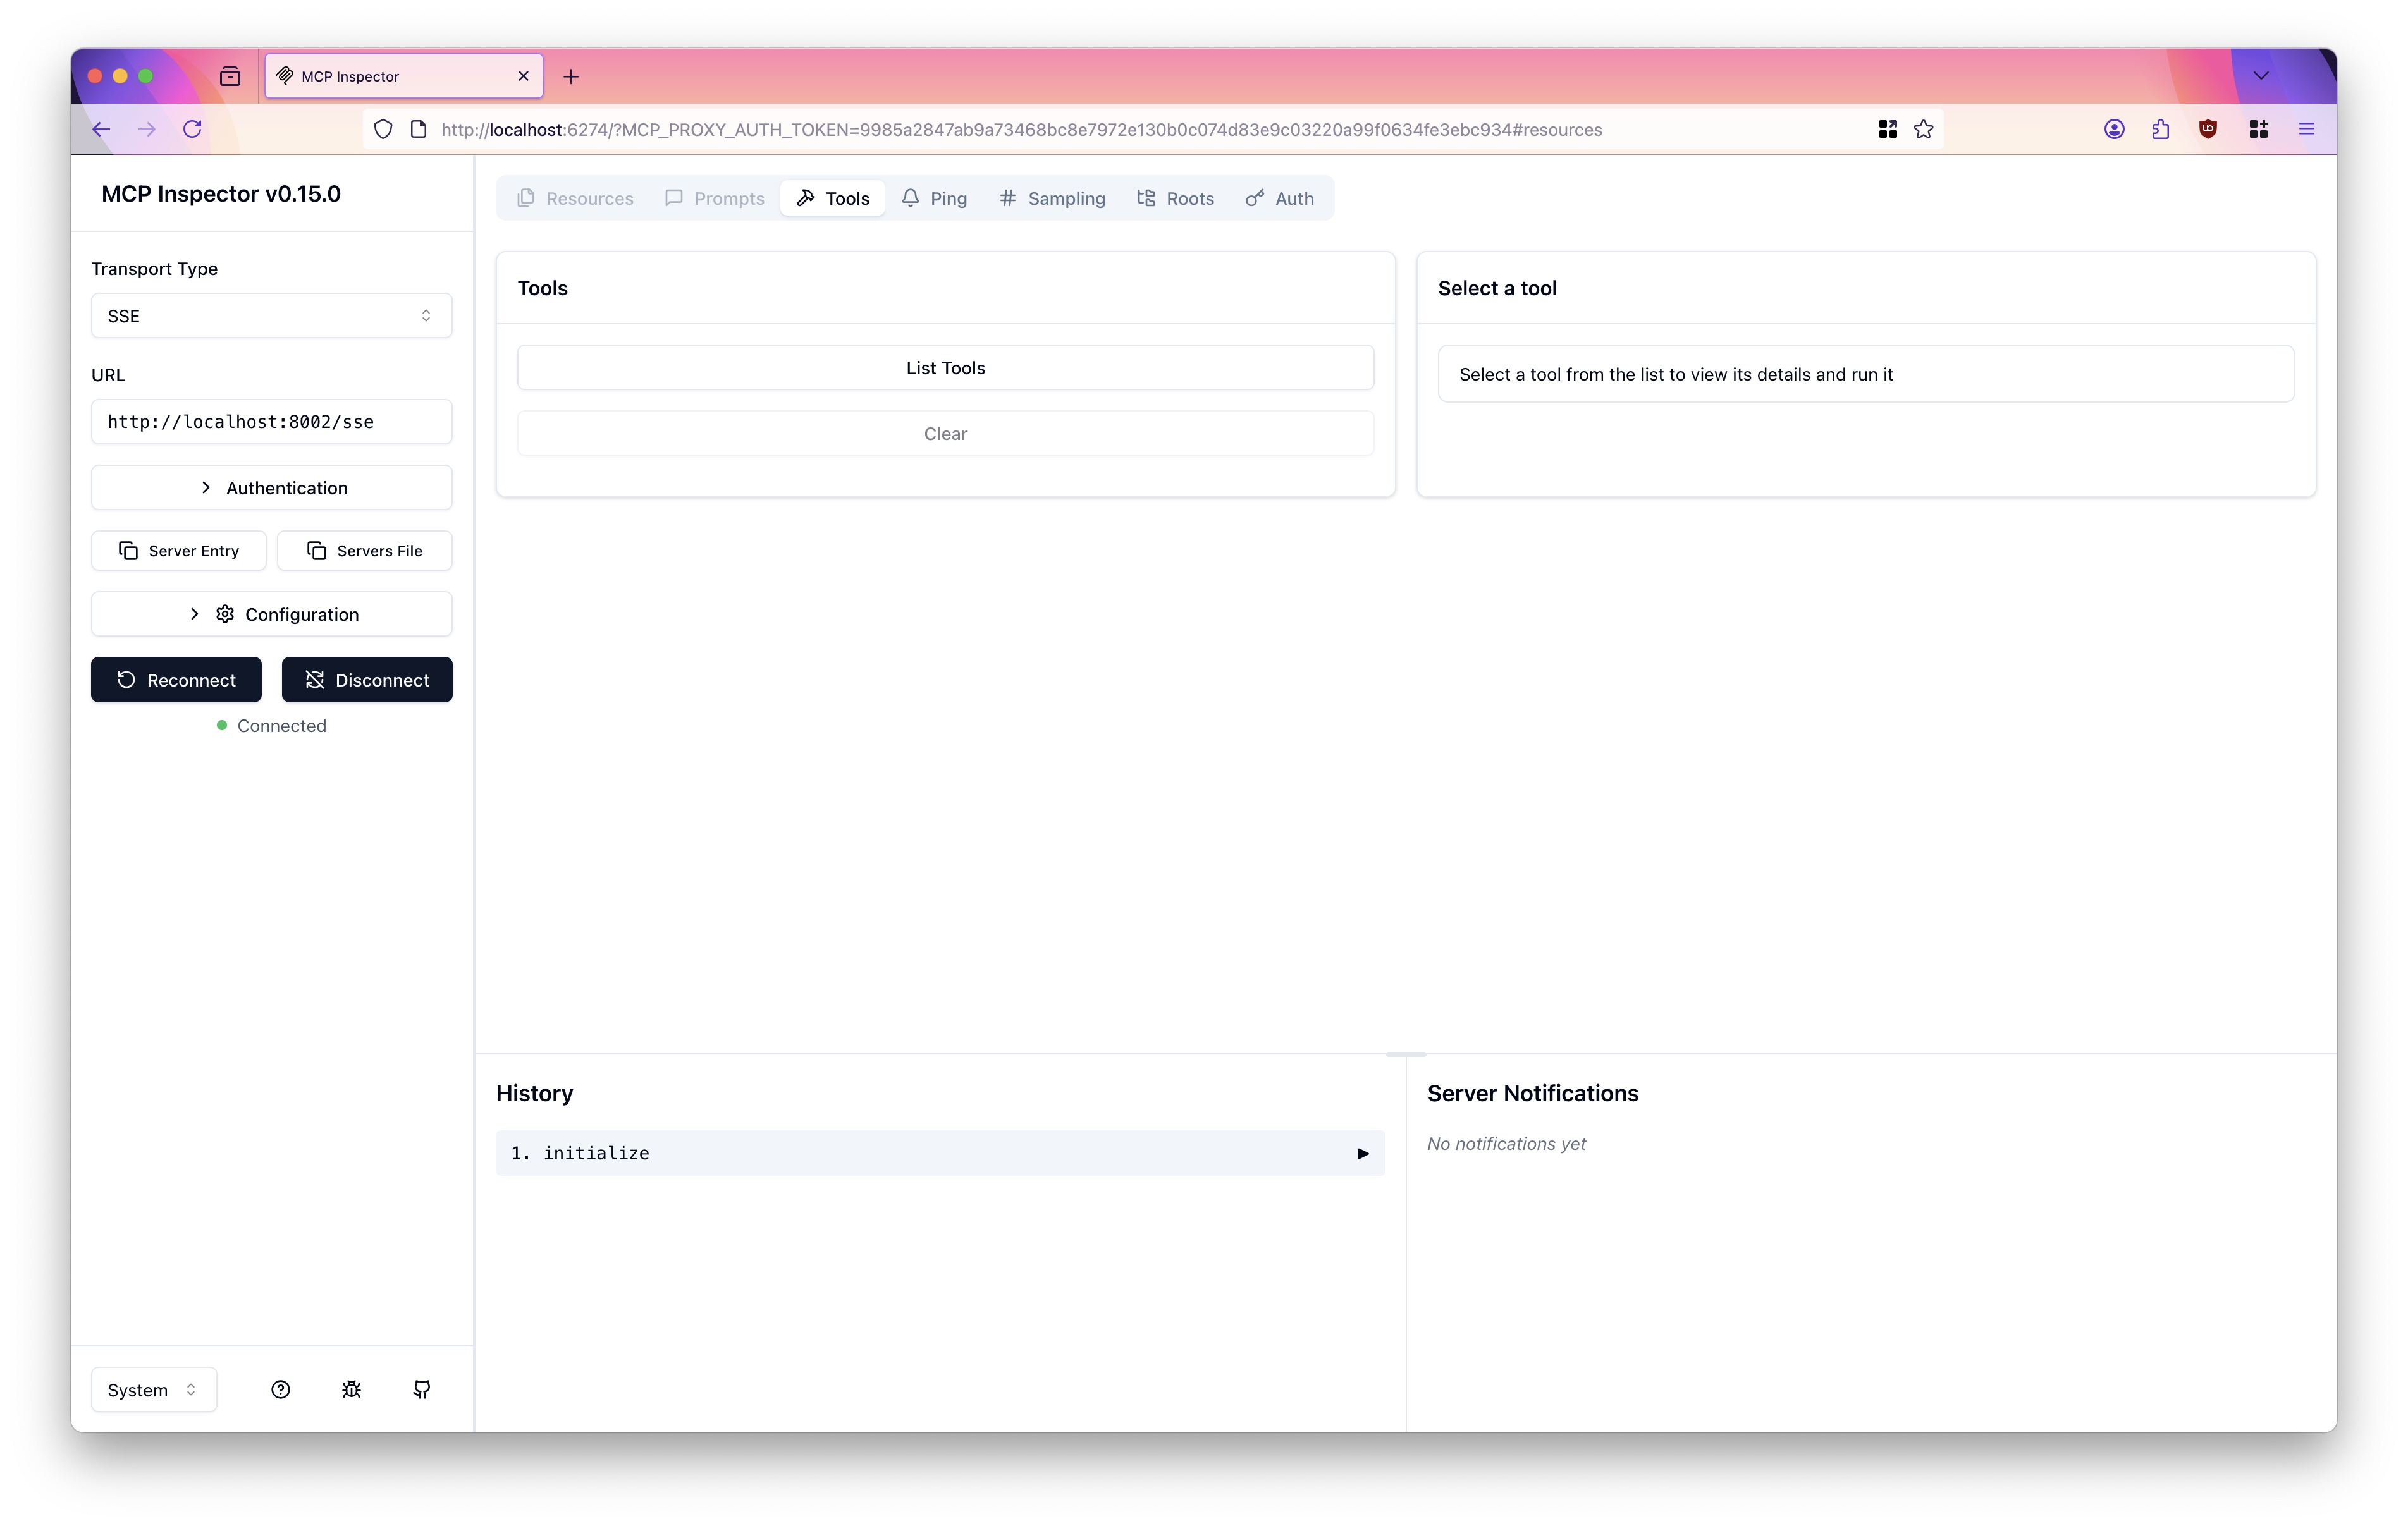 MCP Inspector
http://localhost:6274/?MCP_PROXY_AUTH_TOKEN=9985a2847ab9a73468bc8e7972e130b0c074d83e9c03220a99f0634fe3ebc934#resources
MCP Inspector v0.15.0
Transport Type
SSE
URL
http://localhost:8002/sse
Authentication
Server Entry
Servers File
Configuration
Reconnect
Disconnect
Connected
System
Resources
Prompts
Tools
Ping
Sampling
Roots
Auth
Tools
List Tools
Clear
Select a tool
Select a tool from the list to view its details and run it
History
1. initialize
Server Notifications
No notifications yet